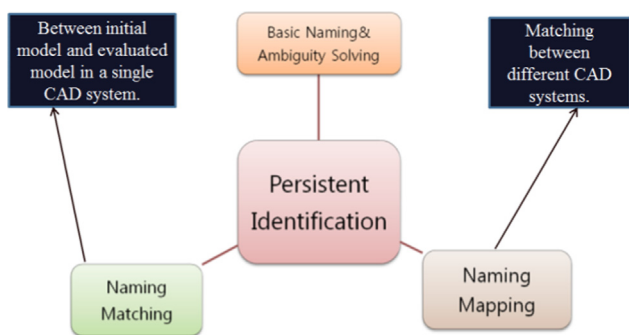 Between initial
model and evaluated
model in a single
CAD system.
Basic Naming&
Ambiguity Solving
Matching
between
different CAD
systems.
Persistent
Identification
Naming
Matching
Naming
Mapping